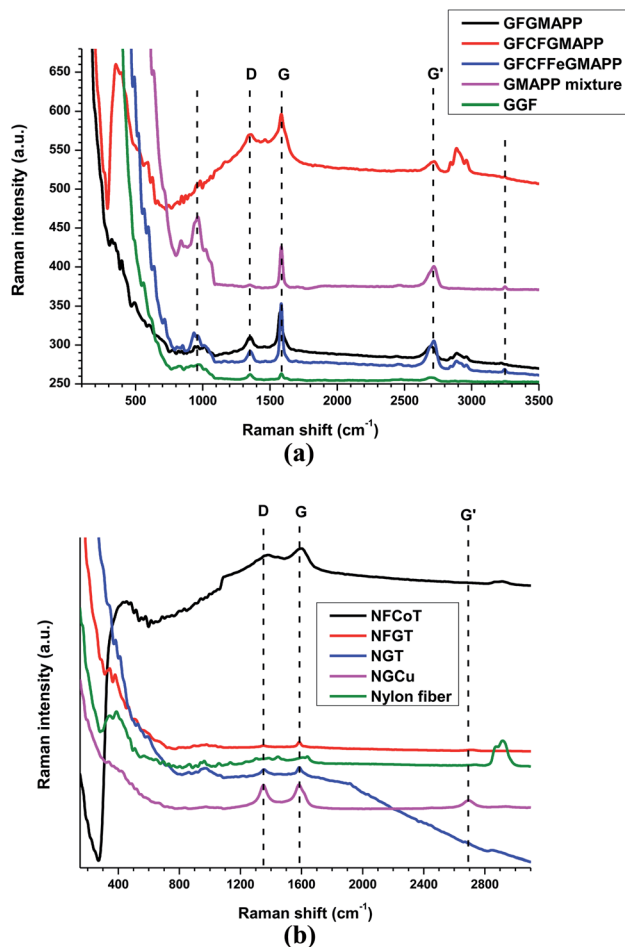 GFGMAPP
GFCFGMAPP
GFCFFeGMAPP
GMAPP mixture
GGF
D
G
G'
650
600
550
500
450
400
350
300
250
Raman intensity (a.u.)
500 1000 1500 2000 2500 3000 3500
Raman shift (cm-1)
(a)
D
G
G'
NFCoT
NFGT
NGT
NGCu
Nylon fiber
Raman intensity (a.u.)
400 800 1200 1600 2000 2400 2800
Raman shift (cm-1)
(b)